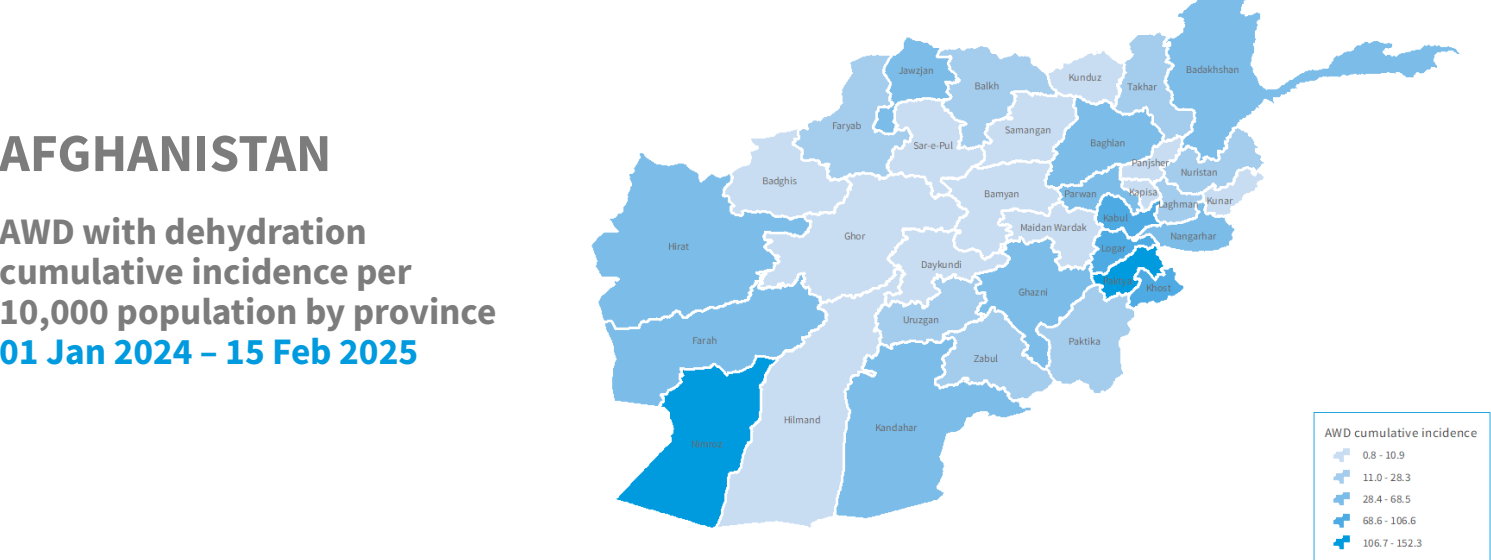 AFGHANISTAN
AWD with dehydration
cumulative incidence per
10,000 population by province
01 Jan 2024 – 15 Feb 2025
Jawzjan
Balkh
Kunduz
Takhar
Badakhshan
Faryab
Sar-e-Pul
Samangan
Baghlan
Panjsher
Nuristan
Badghis
Bamyan
Parwan
Kapisa
Laghman
Kunar
Kabul
Hirat
Ghor
Maidan Wardak
Nangarhar
Logar
Daykundi
Paktya
Khost
Ghazni
Uruzgan
Farah
Zabul
Paktika
Hilmand
Kandahar
Nimroz
AWD cumulative incidence
0.8 - 10.9
11.0 - 28.3
28.4 - 68.5
68.6 - 106.6
106.7 - 152.3